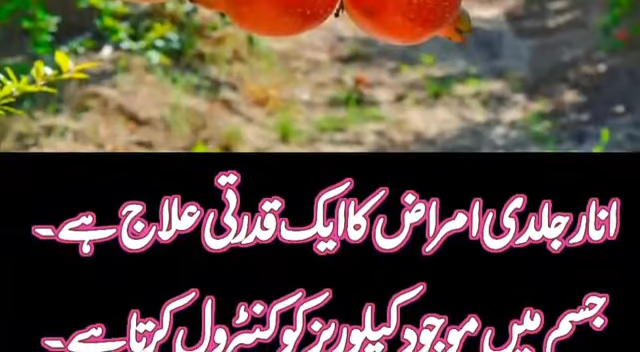 انار جلدی امراض کا ایک قدرتی علاج ہے۔
جسم میں موجود کیلوریز کو کنٹرول کرتا ہے۔